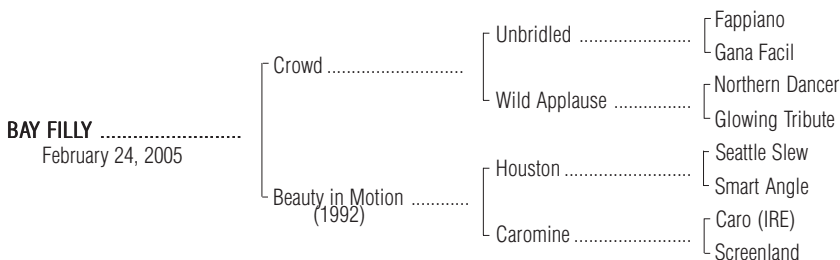 Fappiano
Unbridled ......................
Gana Facil
Crowd ...........................
Northern Dancer
Wild Applause ...............
Glowing Tribute
BAY FILLY ..........................
February 24, 2005
Seattle Slew
Houston .........................
Smart Angle
Beauty in Motion ...........
(1992)
Caro (IRE)
Caromine .......................
Screenland